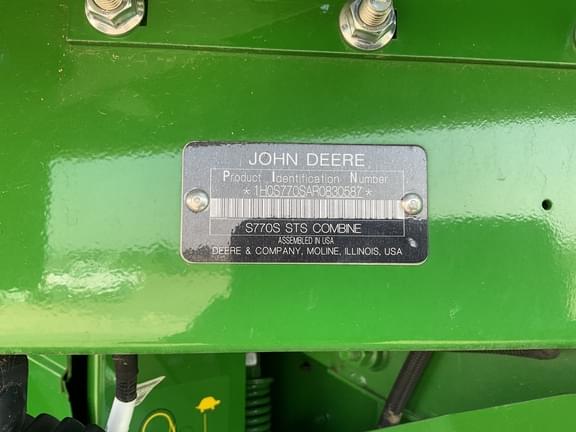 JOHN DEERE
Product Identification Number
*1H0S770SAR0830587*
S770S STS COMBINE
ASSEMBLED IN USA
DEERE & COMPANY, MOLINE, ILLINOIS, USA